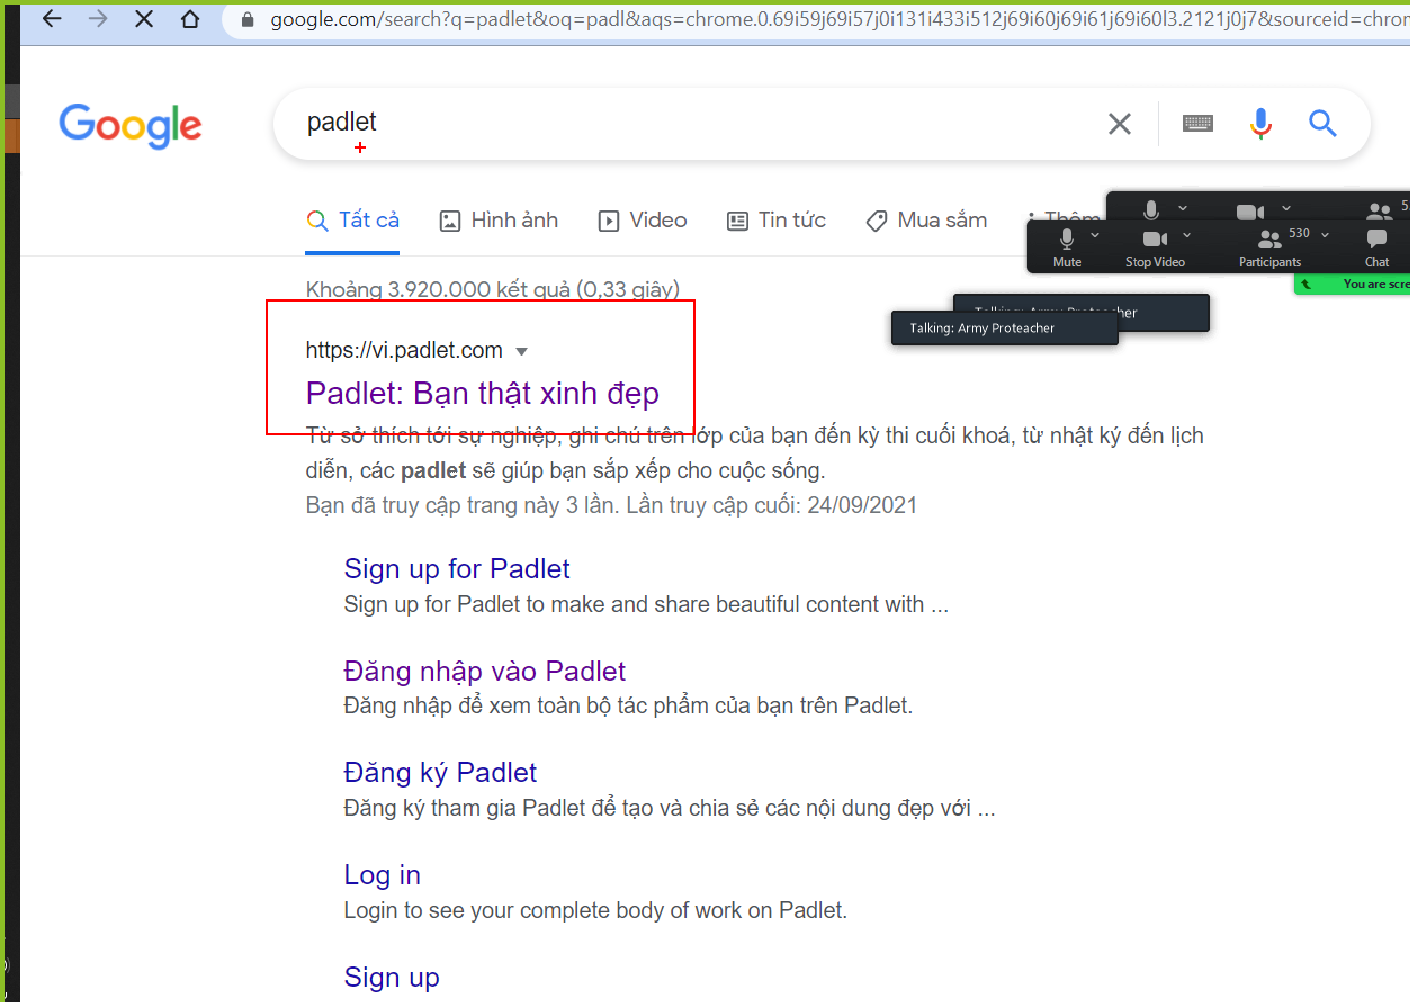 google.com/search?q=padlet&oq=padl&aqs=chrome.0.69i59j69i57j0i131i433i512j69i60j69i61j69i60l3.2121j0j7&sourceid=chrom
Google
padlet
Tất cả
Hình ảnh
Video
Tin tức
Mua sắm
Thêm
530
Mute
Stop Video
Participants
Chat
You are scre
Khoảng 3.920.000 kết quả (0,33 giây)
Talking: Army Proteacher
Talking: Army Proteacher
https://vi.padlet.com
Padlet: Bạn thật xinh đẹp
Từ sở thích tới sự nghiệp, ghi chú trên lớp của bạn đến kỳ thi cuối khoá, từ nhật ký đến lịch
diễn, các padlet sẽ giúp bạn sắp xếp cho cuộc sống.
Bạn đã truy cập trang này 3 lần. Lần truy cập cuối: 24/09/2021
Sign up for Padlet
Sign up for Padlet to make and share beautiful content with ...
Đăng nhập vào Padlet
Đăng nhập để xem toàn bộ tác phẩm của bạn trên Padlet.
Đăng ký Padlet
Đăng ký tham gia Padlet để tạo và chia sẻ các nội dung đẹp với ...
Log in
Login to see your complete body of work on Padlet.
Sign up